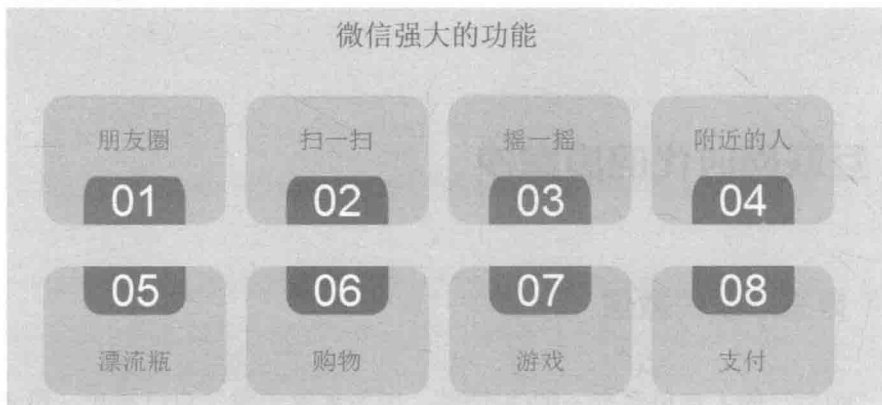 微信强大的功能
朋友圈 扫一扫 摇一摇 附近的人
01 02 03 04
05 06 07 08
漂流瓶 购物 游戏 支付